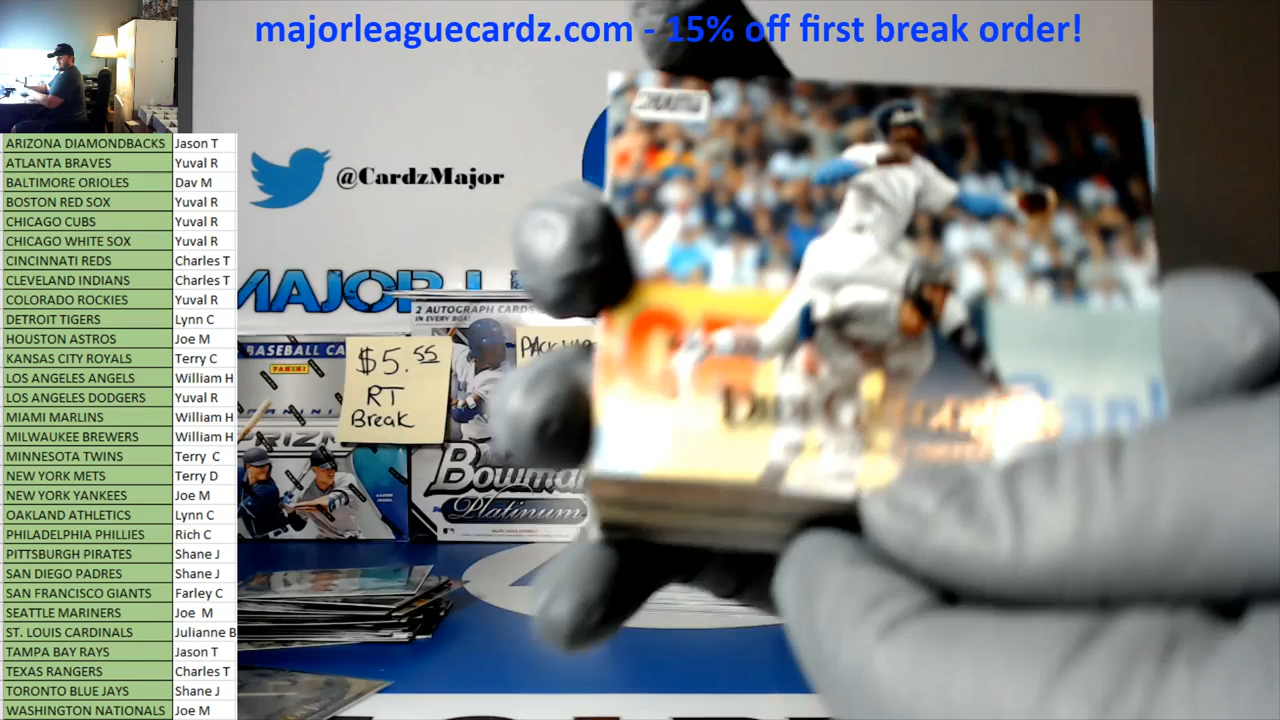 majorleaguecardz.com - 15% off first break order!
@CardzMajor
ARIZONA DIAMONDBACKS Jason T
ATLANTA BRAVES Yuval R
BALTIMORE ORIOLES Dav M
BOSTON RED SOX Yuval R
CHICAGO CUBS Yuval R
CHICAGO WHITE SOX Yuval R
CINCINNATI REDS Charles T
CLEVELAND INDIANS Charles T
COLORADO ROCKIES Yuval R
DETROIT TIGERS Lynn C
HOUSTON ASTROS Joe M
KANSAS CITY ROYALS Terry C
LOS ANGELES ANGELS William H
LOS ANGELES DODGERS Yuval R
MIAMI MARLINS William H
MILWAUKEE BREWERS William H
MINNESOTA TWINS Terry C
NEW YORK METS Terry D
NEW YORK YANKEES Joe M
OAKLAND ATHLETICS Lynn C
PHILADELPHIA PHILLIES Rich C
PITTSBURGH PIRATES Shane J
SAN DIEGO PADRES Shane J
SAN FRANCISCO GIANTS Farley C
SEATTLE MARINERS Joe M
ST. LOUIS CARDINALS Julianne B
TAMPA BAY RAYS Jason T
TEXAS RANGERS Charles T
TORONTO BLUE JAYS Shane J
WASHINGTON NATIONALS Joe M
MAJOR
2 AUTOGRAPH CARDS
IN EVERY BOX
BASEBALL CA
PANINI
$5.55
RT
Break
Bowman
Platinum